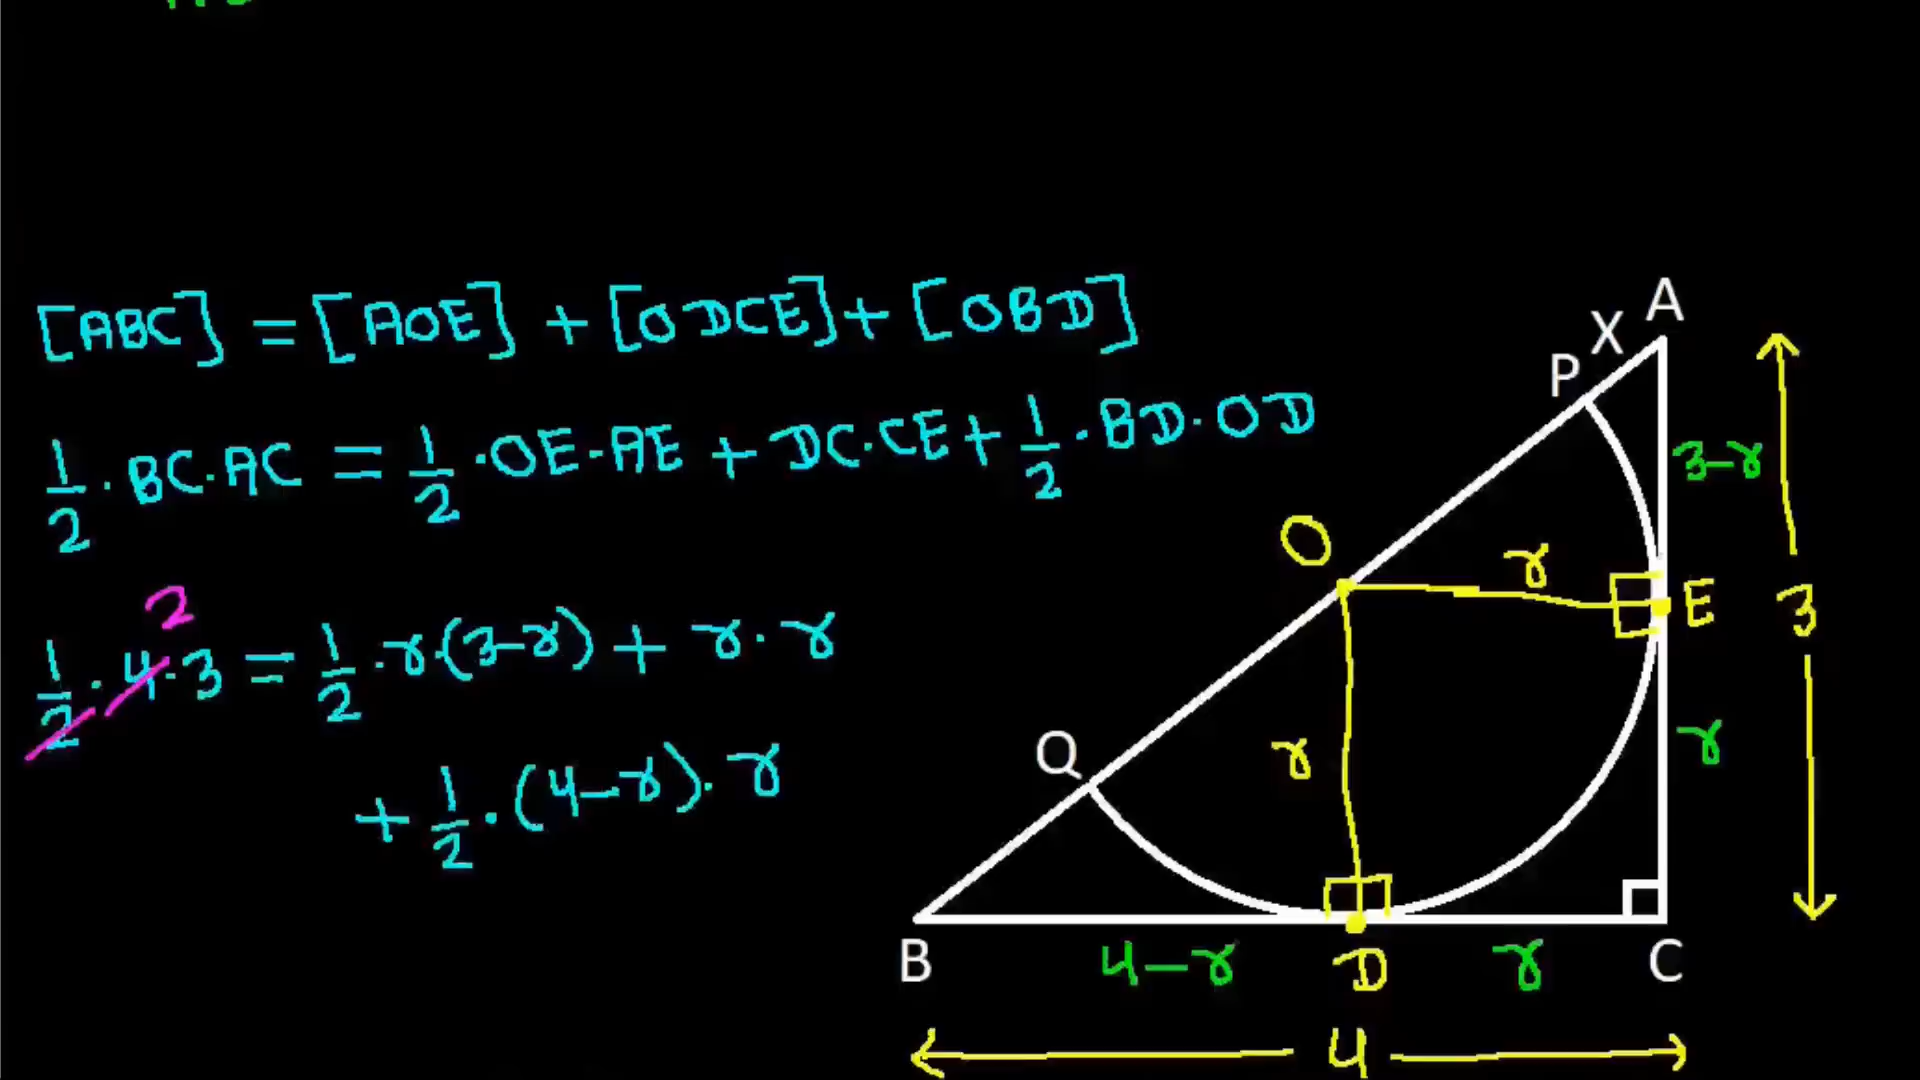 [ABC] = [AOE] + [ODCE] + [OBD]
1/2 · BC · AC = 1/2 · OE · AE + DC · CE + 1/2 · BD · OD
2
1/2 · 4 · 3 = 1/2 · r · (3-r) + r · r
+ 1/2 · (4-r) · r
A
X
P
3-r
O
r
E
3
Q
r
r
B
4-r
D
r
C
4